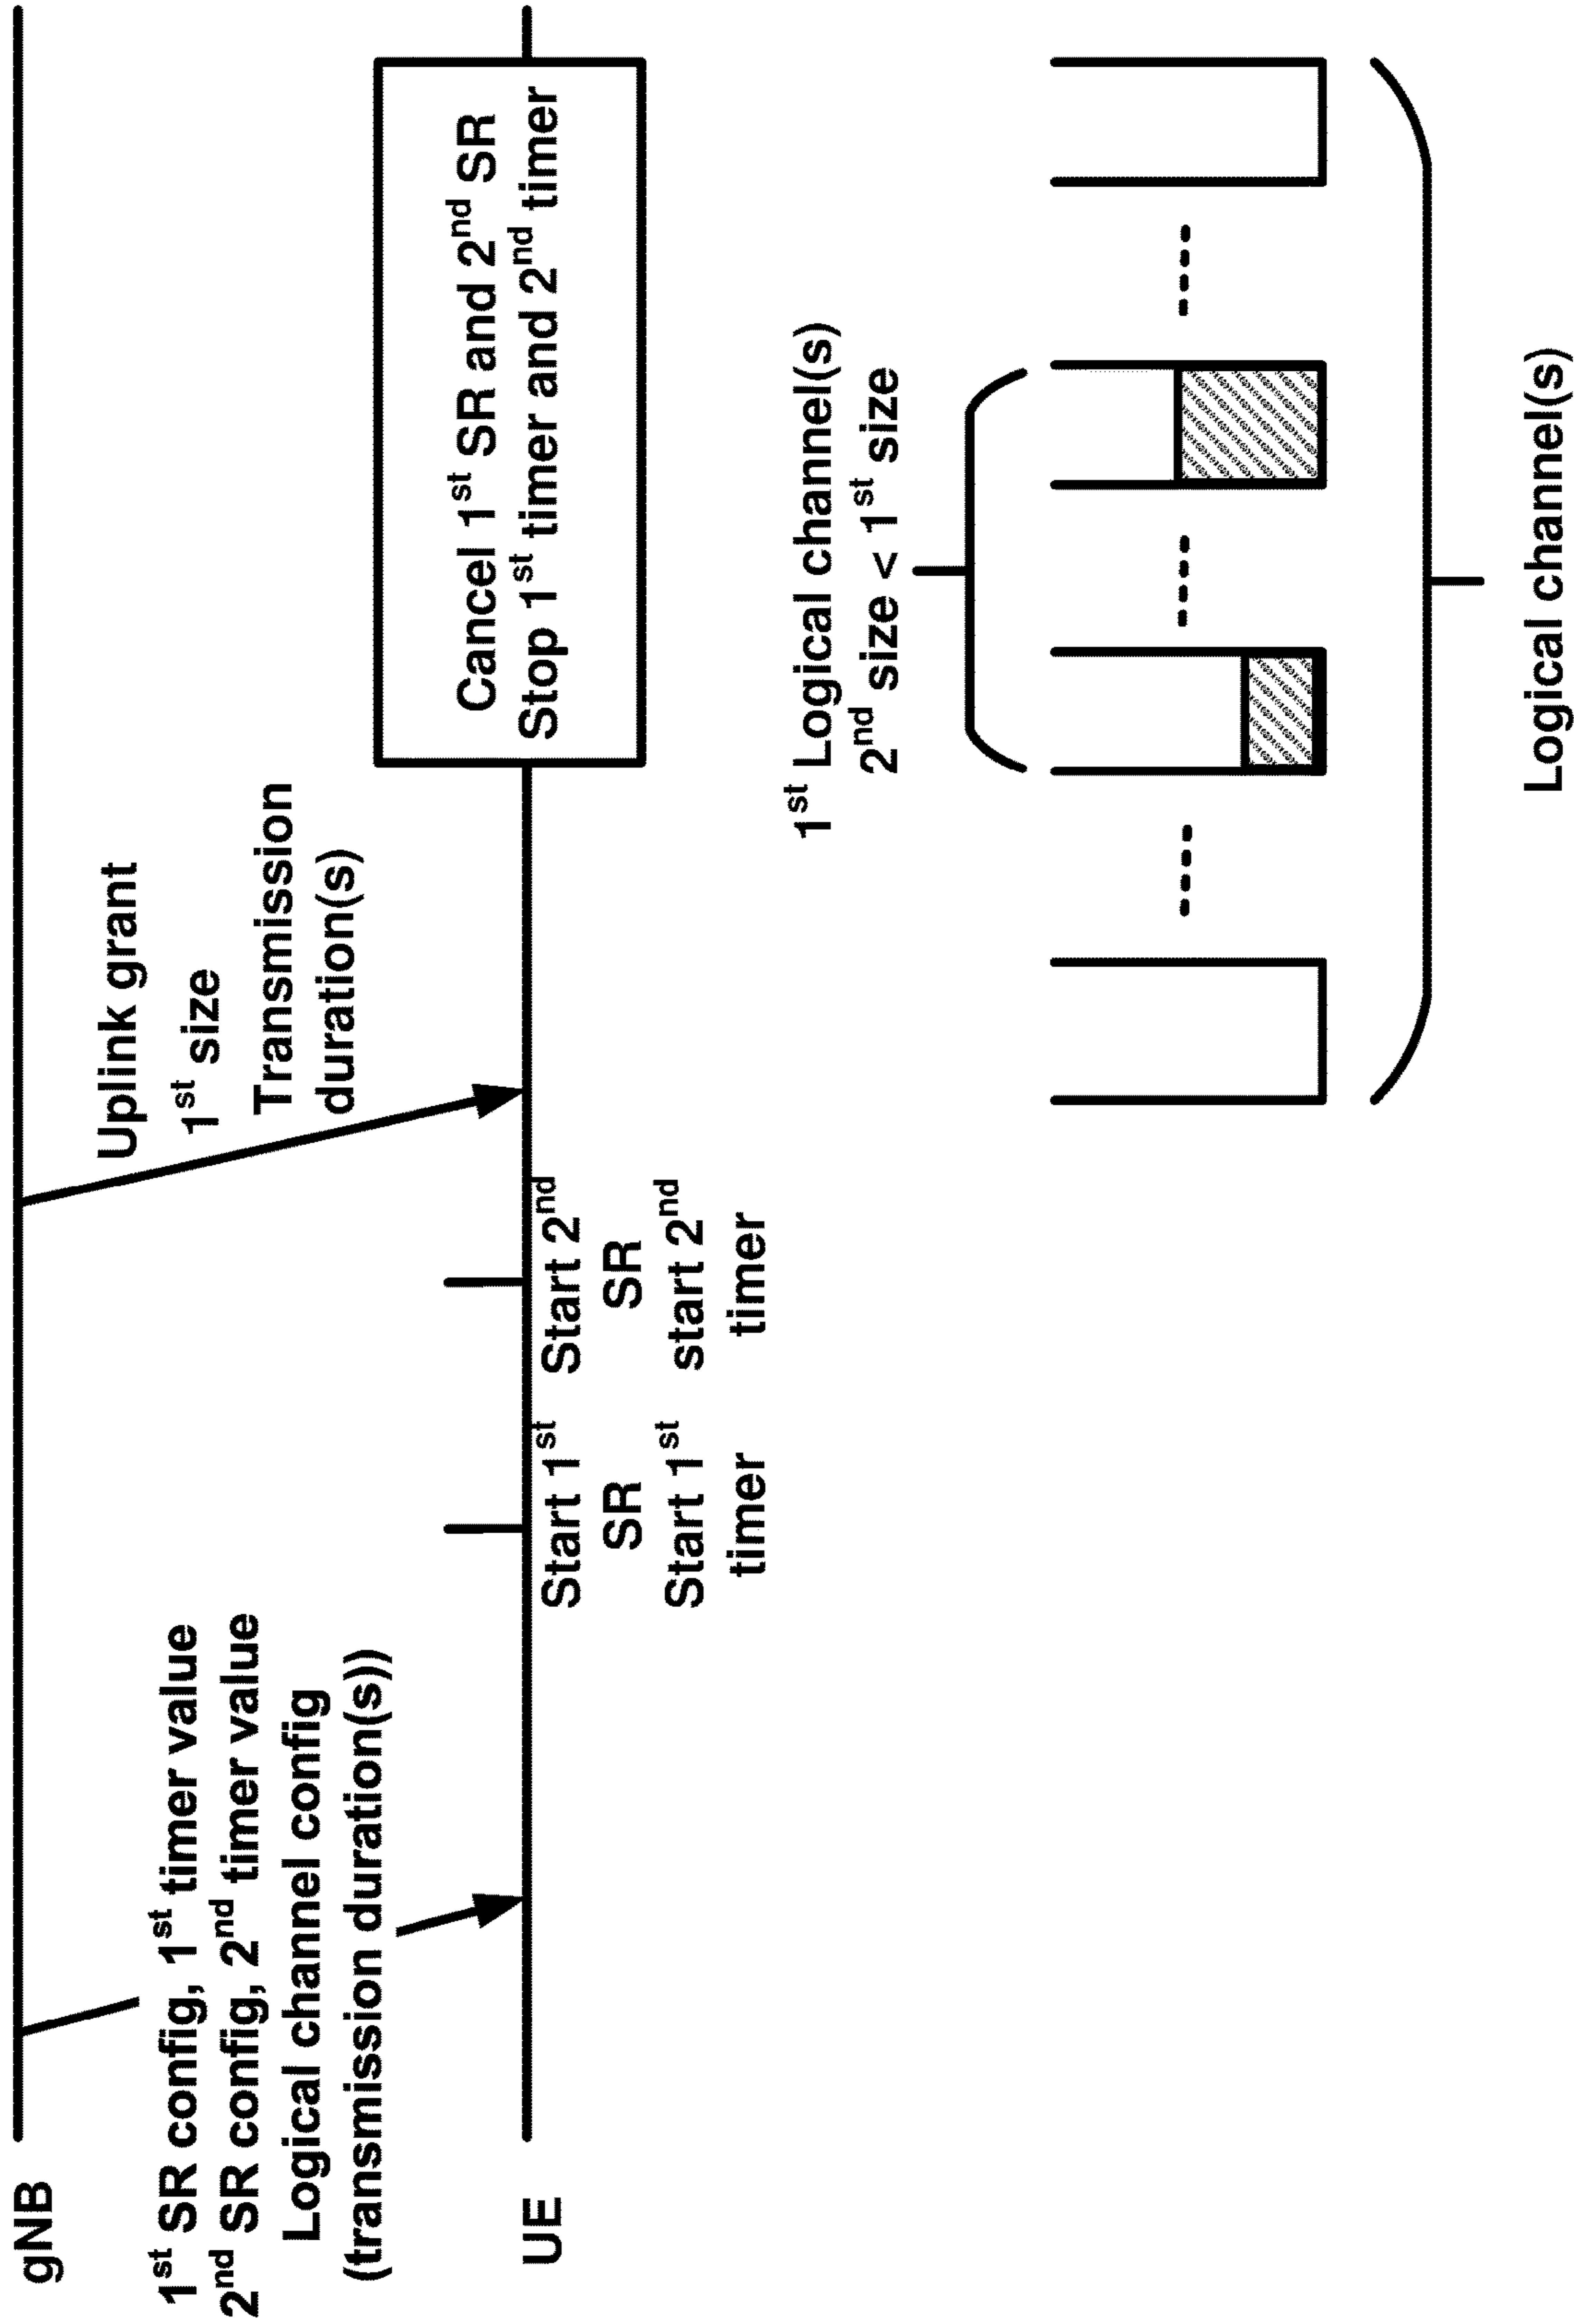 gNB
1st SR config, 1st timer value
2nd SR config, 2nd timer value
Logical channel config
(transmission duration(s))
Uplink grant
1st size
Transmission
duration(s)
UE
Start 1st
SR
Start 1st
timer
Start 2nd
SR
start 2nd
timer
Cancel 1st SR and 2nd SR
Stop 1st timer and 2nd timer
1st Logical channel(s)
2nd size < 1st size
Logical channel(s)